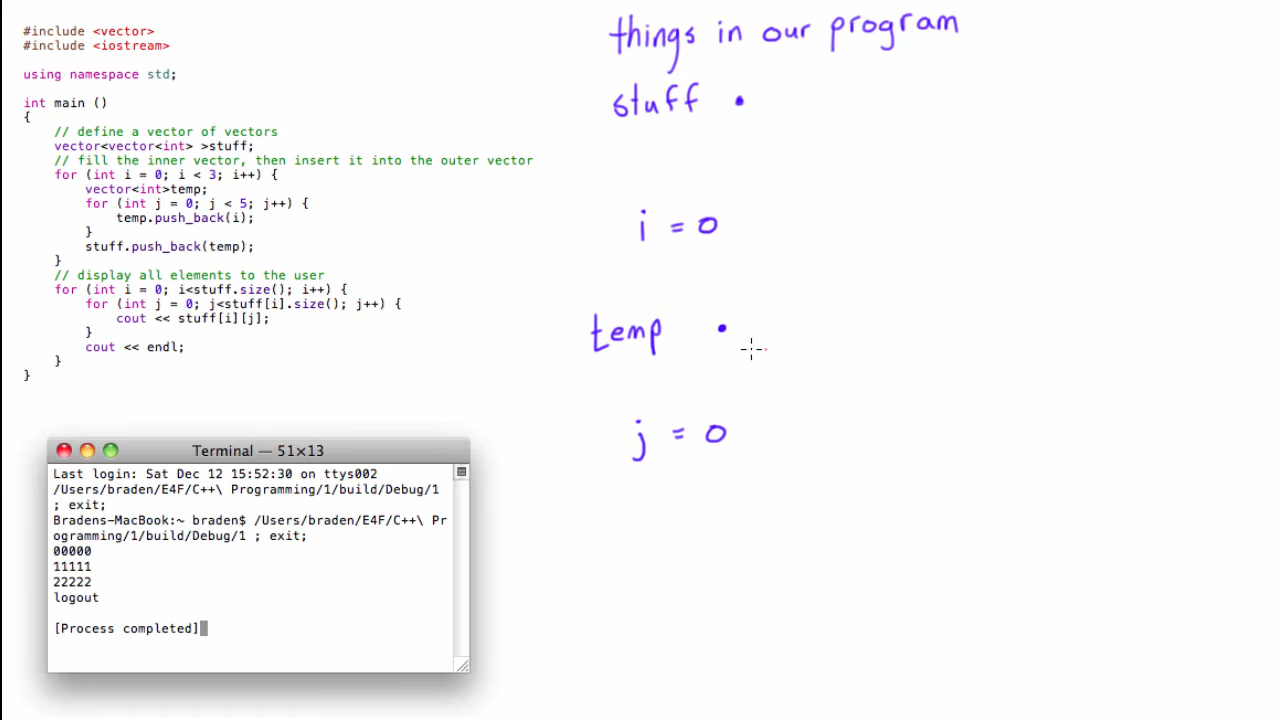 #include <vector>
#include <iostream>
using namespace std;
int main ()
{
// define a vector of vectors
vector<vector<int> >stuff;
// fill the inner vector, then insert it into the outer vector
for (int i = 0; i < 3; i++) {
vector<int>temp;
for (int j = 0; j < 5; j++) {
temp.push_back(i);
}
stuff.push_back(temp);
}
// display all elements to the user
for (int i = 0; i<stuff.size(); i++) {
for (int j = 0; j<stuff[i].size(); j++) {
cout << stuff[i][j];
}
cout << endl;
}
}
Terminal — 51×13
Last login: Sat Dec 12 15:52:30 on ttys002
/Users/braden/E4F/C++\ Programming/1/build/Debug/1
; exit;
Bradens-MacBook:~ braden$ /Users/braden/E4F/C++\ Pr
ogramming/1/build/Debug/1 ; exit;
00000
11111
22222
logout
[Process completed]
things in our program
stuff
i = 0
temp
j = 0